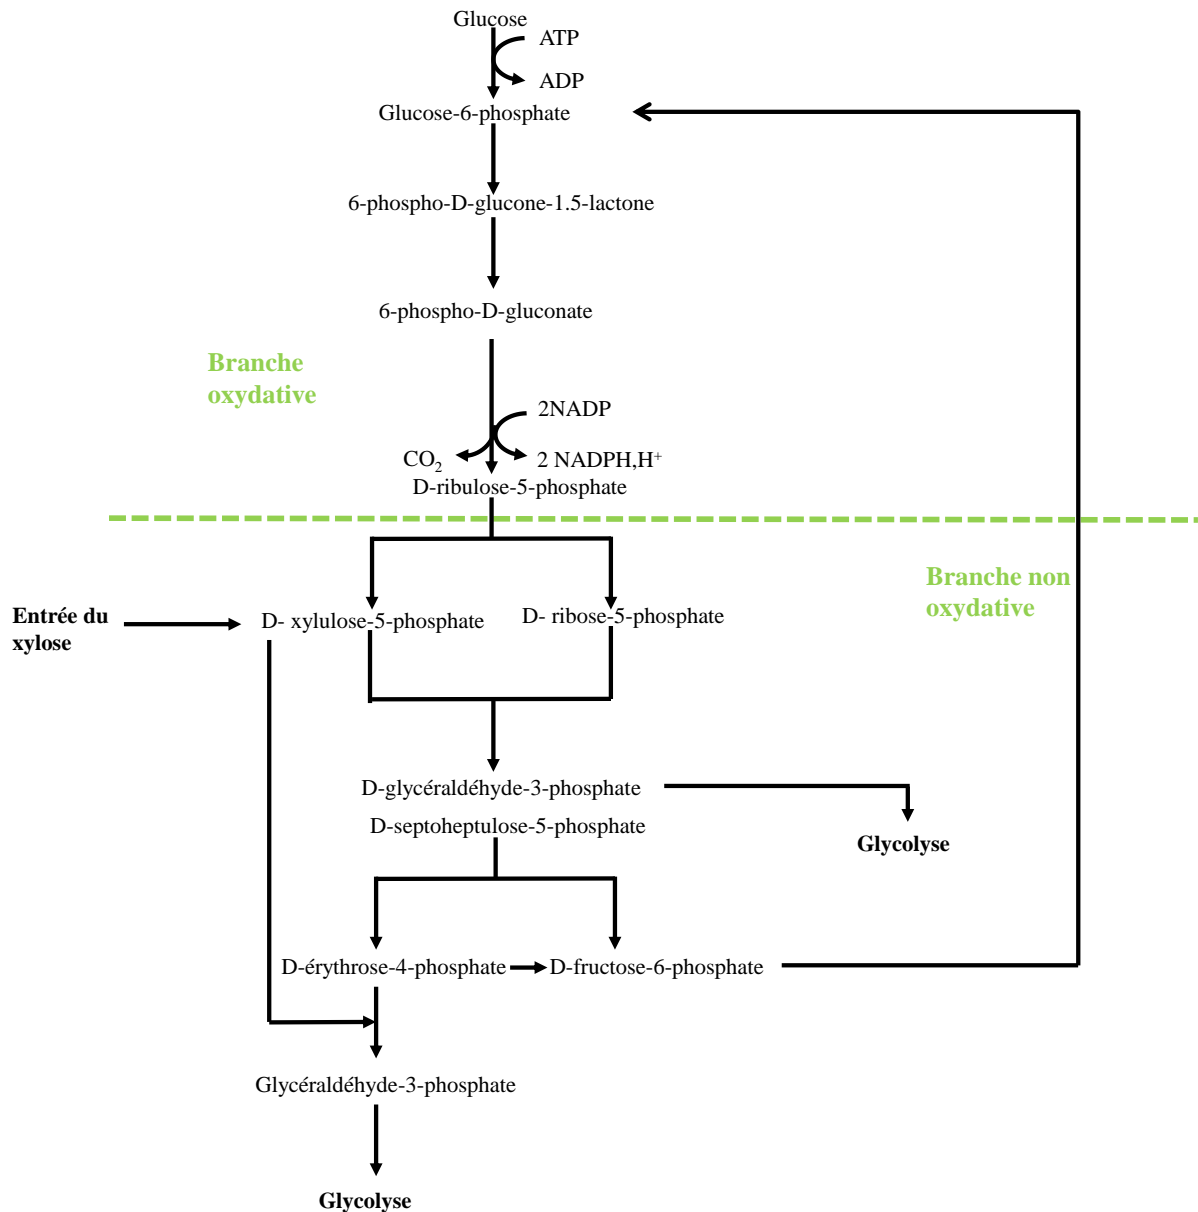 Glucose
ATP
ADP
Glucose-6-phosphate
6-phospho-D-glucone-1.5-lactone
6-phospho-D-gluconate
Branche
oxydative
2NADP
CO₂
2 NADPH,H⁺
D-ribulose-5-phosphate
Branche non
oxydative
Entrée du
xylose
D- xylulose-5-phosphate
D- ribose-5-phosphate
D-glycéraldéhyde-3-phosphate
D-septoheptulose-5-phosphate
Glycolyse
D-érythrose-4-phosphate
D-fructose-6-phosphate
Glycéraldéhyde-3-phosphate
Glycolyse